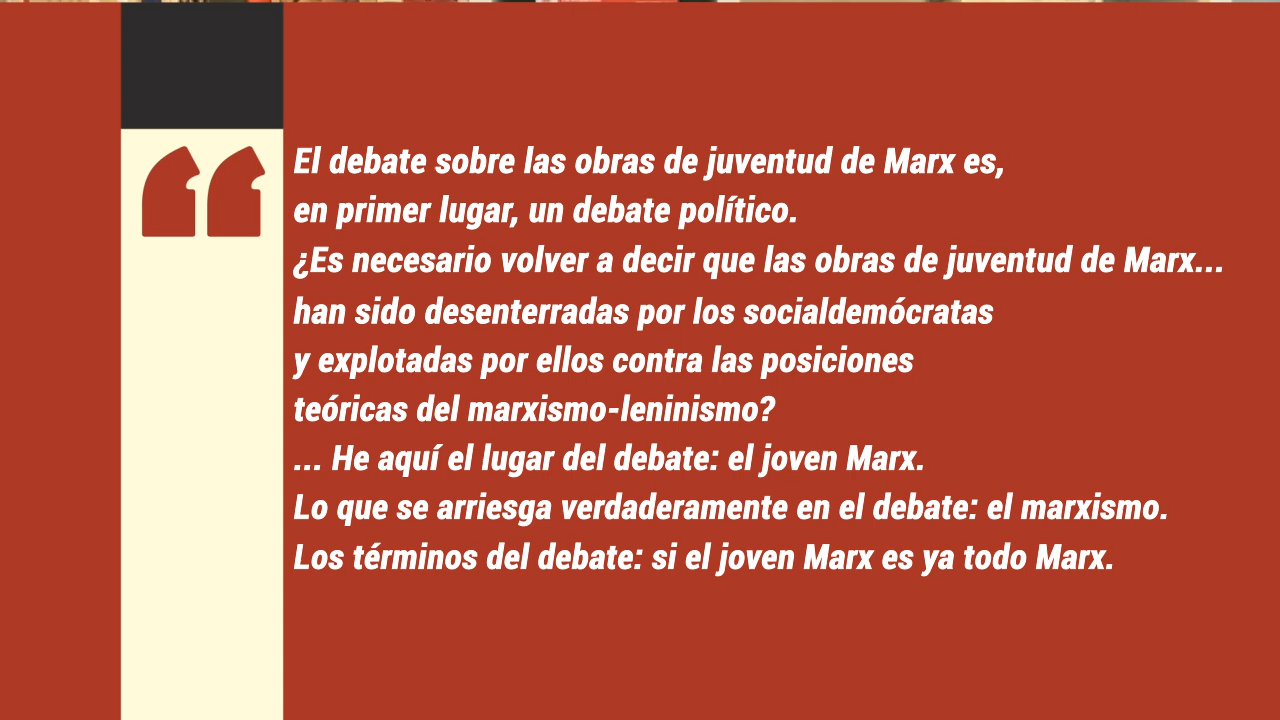 El debate sobre las obras de juventud de Marx es,
en primer lugar, un debate político.
¿Es necesario volver a decir que las obras de juventud de Marx...
han sido desenterradas por los socialdemócratas
y explotadas por ellos contra las posiciones
teóricas del marxismo-leninismo?
... He aquí el lugar del debate: el joven Marx.
Lo que se arriesga verdaderamente en el debate: el marxismo.
Los términos del debate: si el joven Marx es ya todo Marx.